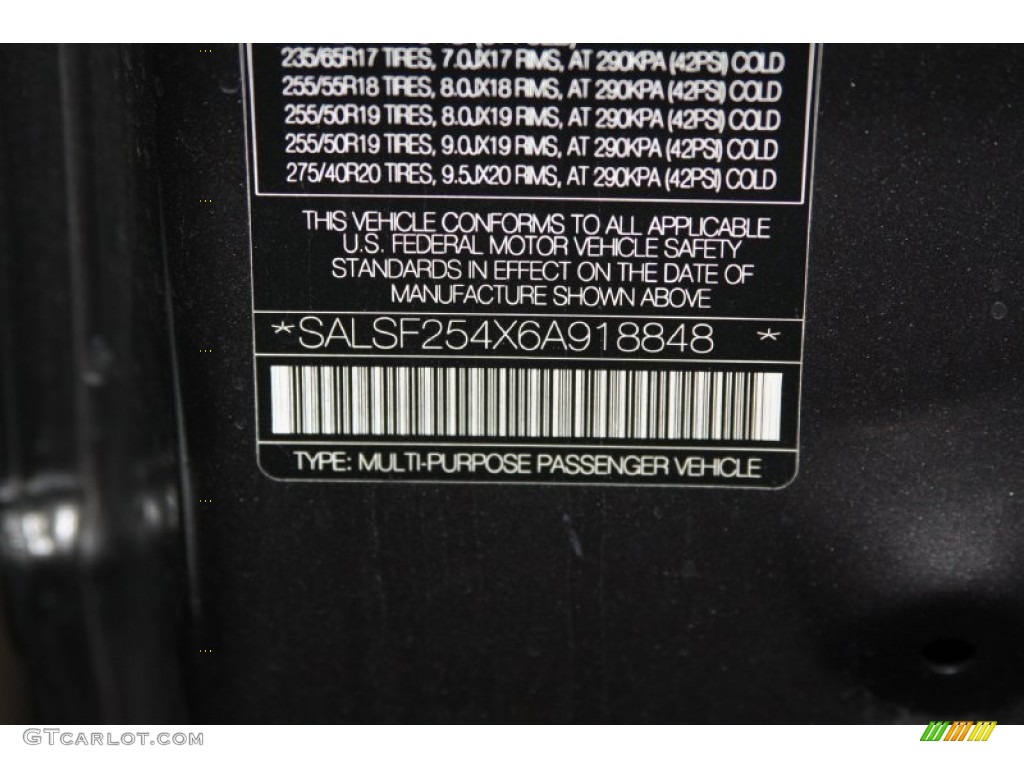 235/65R17 TIRES, 7.0JX17 RIMS, AT 290KPA (42PSI) COLD
255/55R18 TIRES, 8.0JX18 RIMS, AT 290KPA (42PSI) COLD
255/50R19 TIRES, 8.0JX19 RIMS, AT 290KPA (42PSI) COLD
255/50R19 TIRES, 9.0JX19 RIMS, AT 290KPA (42PSI) COLD
275/40R20 TIRES, 9.5JX20 RIMS, AT 290KPA (42PSI) COLD
THIS VEHICLE CONFORMS TO ALL APPLICABLE
U.S. FEDERAL MOTOR VEHICLE SAFETY
STANDARDS IN EFFECT ON THE DATE OF
MANUFACTURE SHOWN ABOVE
*SALSF254X6A918848 *
TYPE: MULTI-PURPOSE PASSENGER VEHICLE
GTCARLOT.COM